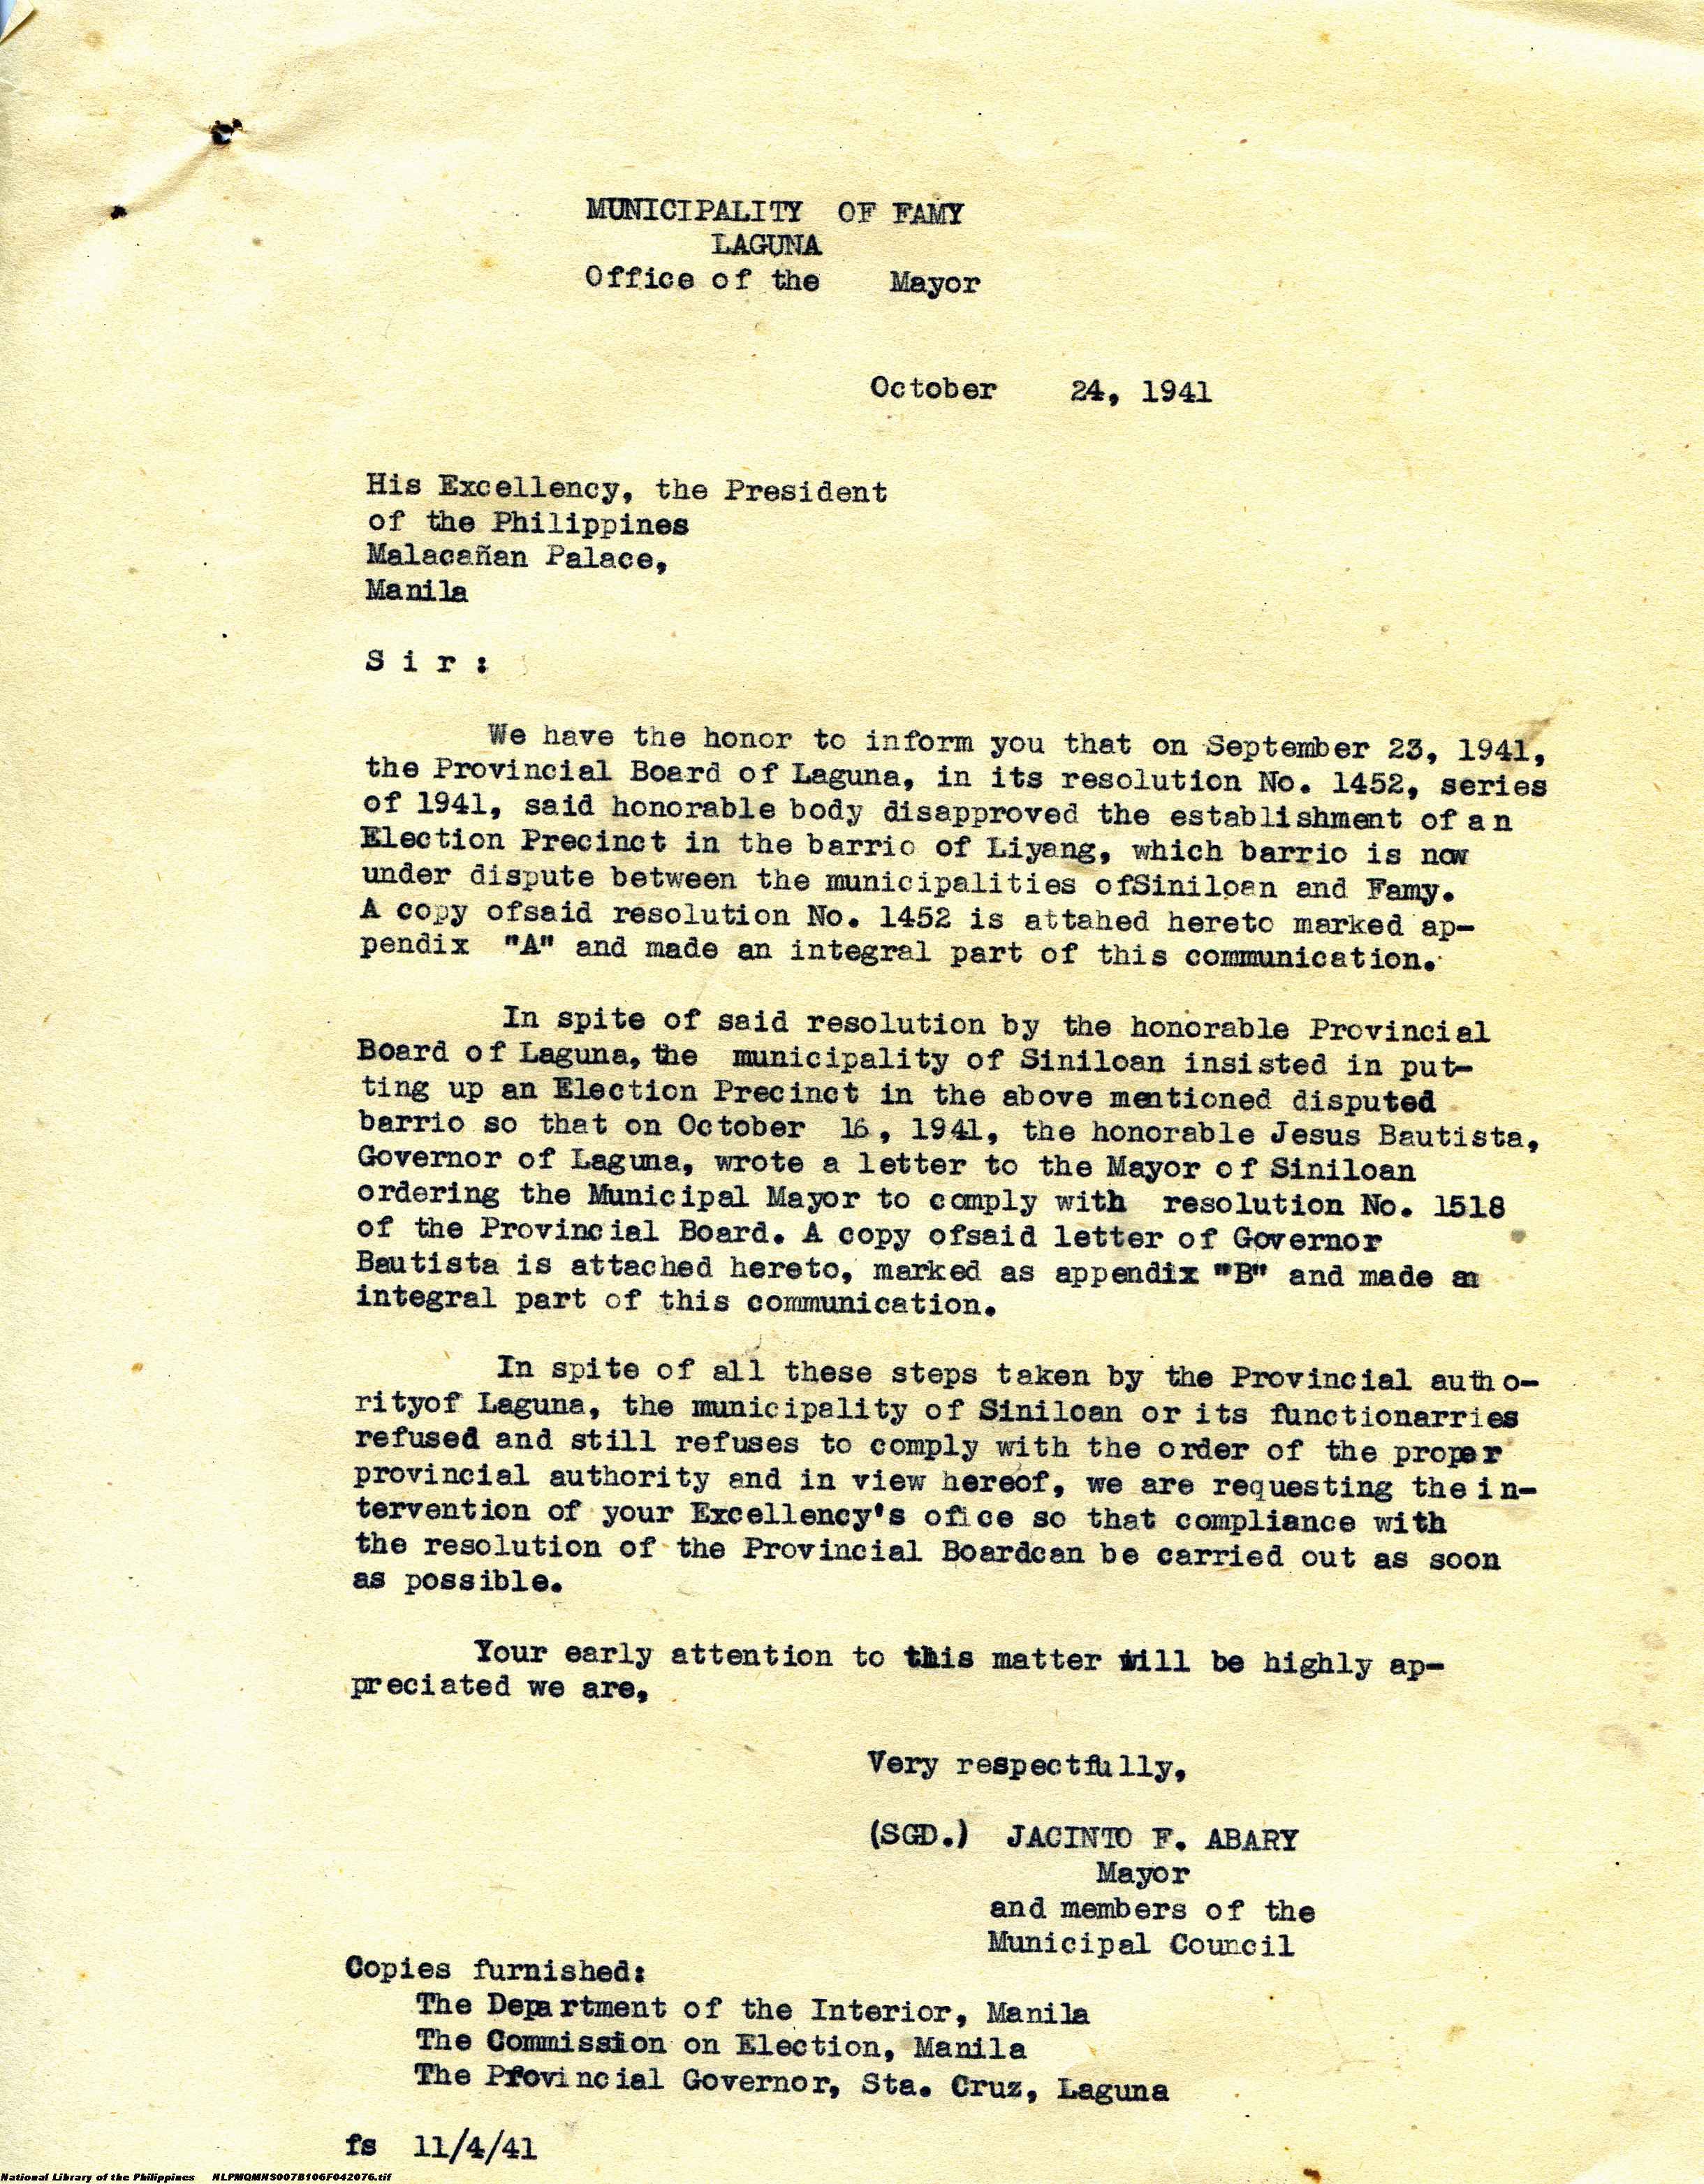 MUNICIPALITY OF FAMY
LAGUNA
Office of the Mayor
October 24, 1941
His Excellency, the President
of the Philippines
Malacañan Palace,
Manila
S i r :
We have the honor to inform you that on September 23, 1941,
the Provincial Board of Laguna, in its resolution No. 1452, series
of 1941, said honorable body disapproved the establishment of an
Election Precinct in the barrio of Liyang, which barrio is now
under dispute between the municipalities ofSiniloan and Famy.
A copy ofsaid resolution No. 1452 is attahed hereto marked ap-
pendix "A" and made an integral part of this communication.
In spite of said resolution by the honorable Provincial
Board of Laguna, the municipality of Siniloan insisted in put-
ting up an Election Precinct in the above mentioned disputed
barrio so that on October 16, 1941, the honorable Jesus Bautista,
Governor of Laguna, wrote a letter to the Mayor of Siniloan
ordering the Municipal Mayor to comply with resolution No. 1518
of the Provincial Board. A copy ofsaid letter of Governor
Bautista is attached hereto, marked as appendix "B" and made an
integral part of this communication.
In spite of all these steps taken by the Provincial autho-
rityof Laguna, the municipality of Siniloan or its functionarries
refused and still refuses to comply with the order of the proper
provincial authority and in view hereof, we are requesting the in-
tervention of your Excellency's ofice so that compliance with
the resolution of the Provincial Boardcan be carried out as soon
as possible.
Your early attention to this matter will be highly ap-
preciated we are,
Very respectfully,
(SGD.) JACINTO F. ABARY
Mayor
and members of the
Municipal Council
Copies furnished:
The Department of the Interior, Manila
The Commission on Election, Manila
The Provincial Governor, Sta. Cruz, Laguna
fs 11/4/41
National Library of the Philippines NLPMQMNS007B106F042076.tif